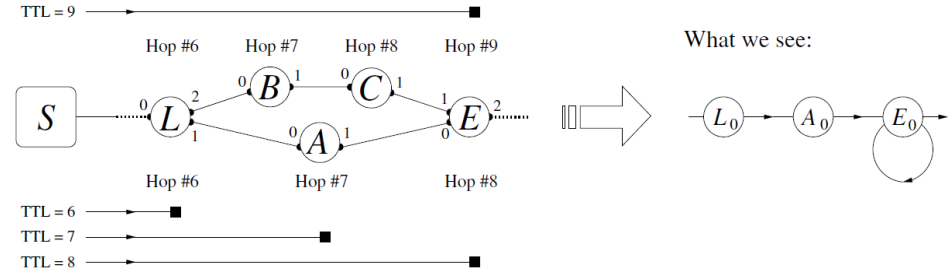 TTL = 9
Hop #6 Hop #7 Hop #8 Hop #9
What we see:
0 B 1 0 C 1
S 0 L 2 1 0 A 1 1 0 E 2
L0 A0 E0
Hop #6 Hop #7 Hop #8
TTL = 6
TTL = 7
TTL = 8